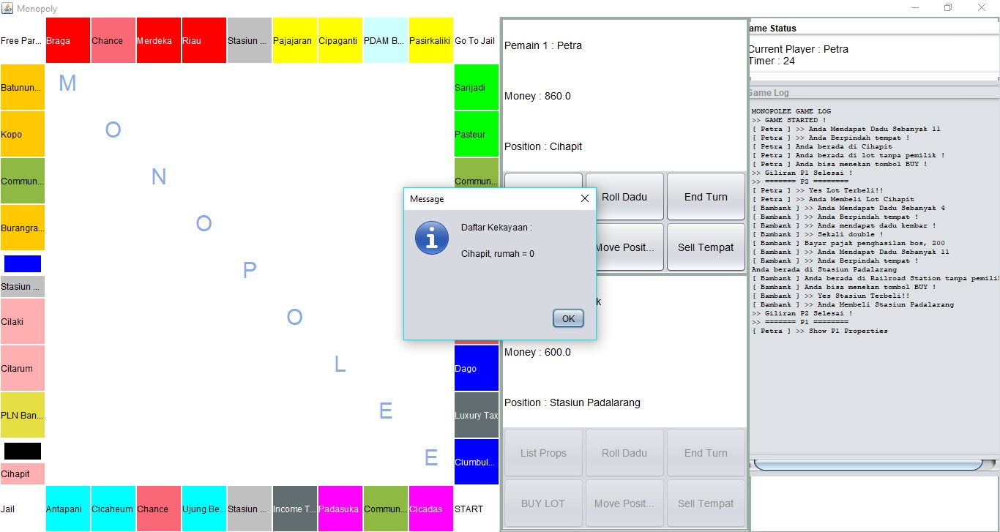 Monopoly
Free Par...
Braga
Chance
Merdeka
Riau
Stasiun ...
Pajajaran
Cipaganti
PDAM B...
Pasirkaliki
Go To Jail
Batunun...
Kopo
Commun...
Burangra...
Stasiun ...
Cilaki
Citarum
PLN Ban...
Cihapit
Jail
M
O
N
O
P
O
L
E
E
Sarijadi
Pasteur
Commun...
Dago
Luxury Tax
Ciumbul...
Antapani
Cicaheum
Chance
Ujung Be...
Stasiun ...
Income T...
Padasuka
Commun...
Cicadas
START
Pemain 1 : Petra
Money : 860.0
Position : Cihapit
Roll Dadu
End Turn
Move Posit...
Sell Tempat
Message
Daftar Kekayaan :
Cihapit, rumah = 0
OK
k
Money : 600.0
Position : Stasiun Padalarang
List Props
Roll Dadu
End Turn
BUY LOT
Move Posit...
Sell Tempat
ame Status
Current Player : Petra
Timer : 24
Game Log
MONOPOLEE GAME LOG
>> GAME STARTED !
[ Petra ] >> Anda Mendapat Dadu Sebanyak 11
[ Petra ] >> Anda Berpindah tempat !
[ Petra ] Anda berada di Cihapit
[ Petra ] Anda berada di lot tanpa pemilik !
[ Petra ] Anda bisa menekan tombol BUY !
>> Giliran P1 Selesai !
>> ======= P2 ========
[ Petra ] >> Yes Lot Terbeli!!
[ Petra ] >> Anda Membeli Lot Cihapit
[ Bambank ] >> Anda Mendapat Dadu Sebanyak 4
[ Bambank ] >> Anda Berpindah tempat !
[ Bambank ] >> Anda mendapat dadu kembar !
[ Bambank ] >> Sekali double !
[ Bambank ] Bayar pajak penghasilan bos, 200
[ Bambank ] >> Anda Mendapat Dadu Sebanyak 11
[ Bambank ] >> Anda Berpindah tempat !
Anda berada di Stasiun Padalarang
[ Bambank ] Anda berada di Railroad Station tanpa pemilik
[ Bambank ] Anda bisa menekan tombol BUY !
[ Bambank ] >> Yes Stasiun Terbeli!!
[ Bambank ] >> Anda Membeli Stasiun Padalarang
>> Giliran P2 Selesai !
>> ======= P1 ========
[ Petra ] >> Show P1 Properties